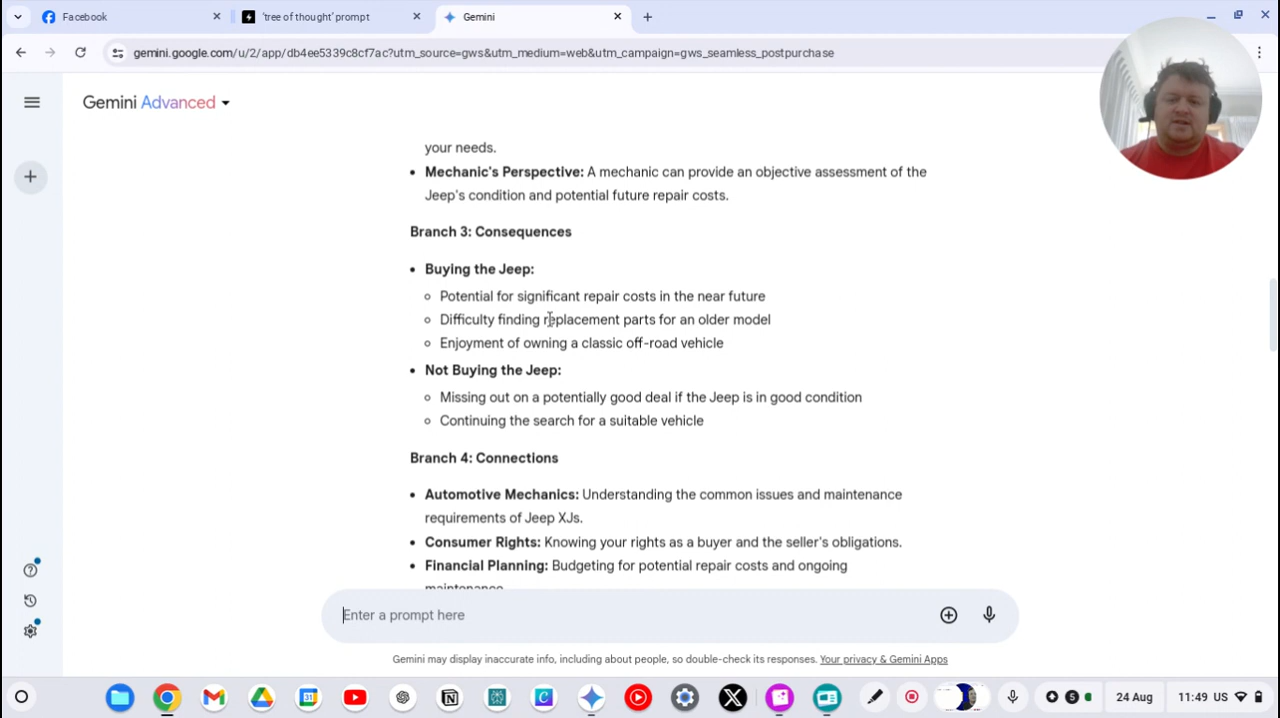 Facebook
'tree of thought' prompt
Gemini
gemini.google.com/u/2/app/db4ee5339c8cf7ac?utm_source=gws&utm_medium=web&utm_campaign=gws_seamless_postpurchase
Gemini Advanced
your needs.
Mechanic's Perspective: A mechanic can provide an objective assessment of the
Jeep's condition and potential future repair costs.
Branch 3: Consequences
Buying the Jeep:
Potential for significant repair costs in the near future
Difficulty finding replacement parts for an older model
Enjoyment of owning a classic off-road vehicle
Not Buying the Jeep:
Missing out on a potentially good deal if the Jeep is in good condition
Continuing the search for a suitable vehicle
Branch 4: Connections
Automotive Mechanics: Understanding the common issues and maintenance
requirements of Jeep XJs.
Consumer Rights: Knowing your rights as a buyer and the seller's obligations.
Financial Planning: Budgeting for potential repair costs and ongoing
maintenance.
Enter a prompt here
Gemini may display inaccurate info, including about people, so double-check its responses. Your privacy & Gemini Apps
5
24 Aug
11:49 US